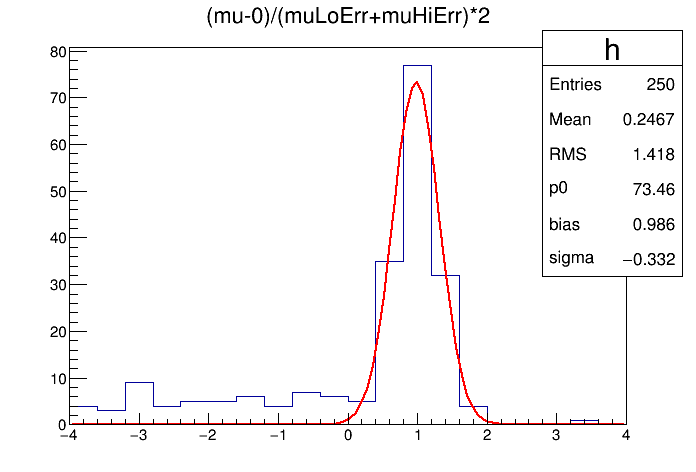 (mu-0)/(muLoErr+muHiErr)*2
h
Entries 250
Mean 0.2467
RMS 1.418
p0 73.46
bias 0.986
sigma −0.332
80
70
60
50
40
30
20
10
0
−4 −3 −2 −1 0 1 2 3 4